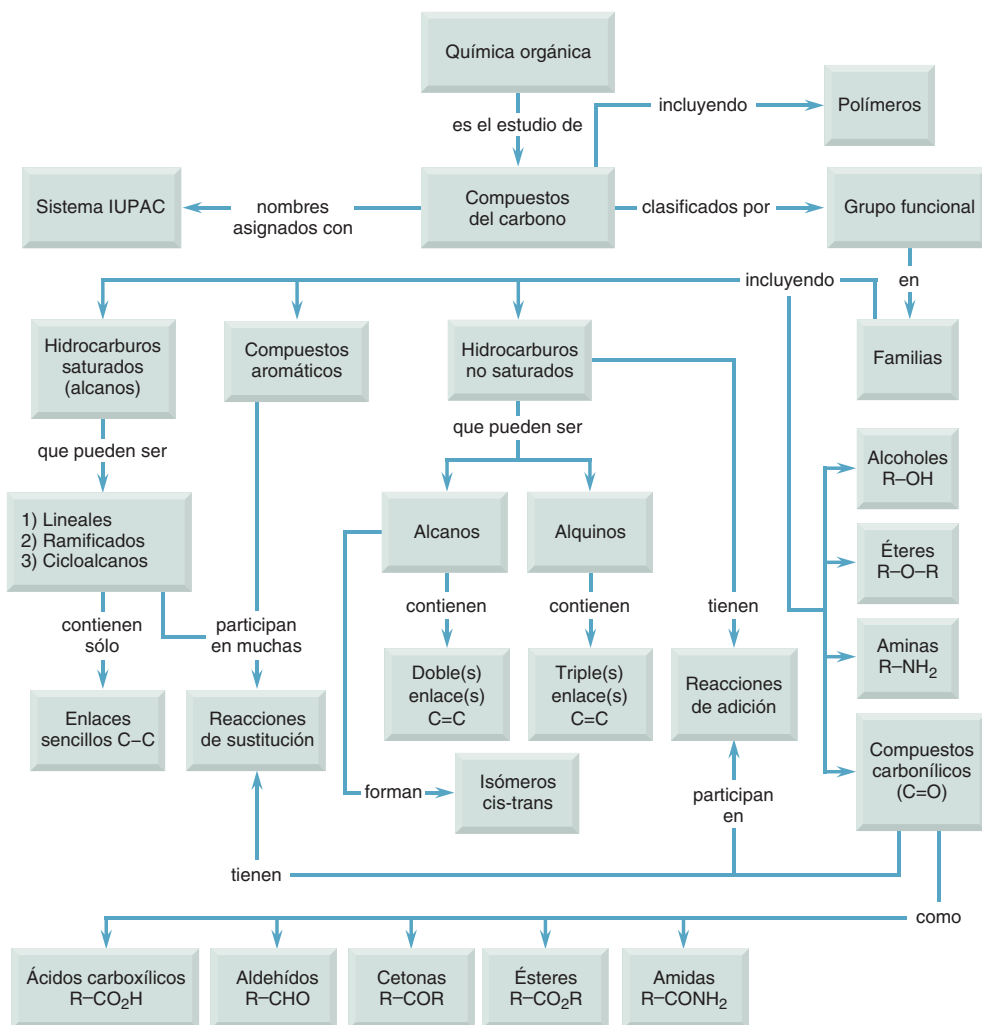 Química orgánica
incluyendo
Polímeros
es el estudio de
Sistema IUPAC
nombres
asignados con
Compuestos
del carbono
clasificados por
Grupo funcional
incluyendo
en
Hidrocarburos
saturados
(alcanos)
Compuestos
aromáticos
Hidrocarburos
no saturados
Familias
que pueden ser
que pueden ser
Alcoholes
R–OH
1) Lineales
2) Ramificados
3) Cicloalcanos
Alcanos
Alquinos
Éteres
R–O–R
contienen
sólo
participan
en muchas
contienen
contienen
tienen
Aminas
R–NH₂
Enlaces
sencillos C–C
Reacciones
de sustitución
Doble(s)
enlace(s)
C=C
Triple(s)
enlace(s)
C=C
Reacciones
de adición
Compuestos
carbonílicos
(C=O)
forman
Isómeros
cis-trans
participan
en
tienen
como
Ácidos carboxílicos
R–CO₂H
Aldehídos
R–CHO
Cetonas
R–COR
Ésteres
R–CO₂R
Amidas
R–CONH₂